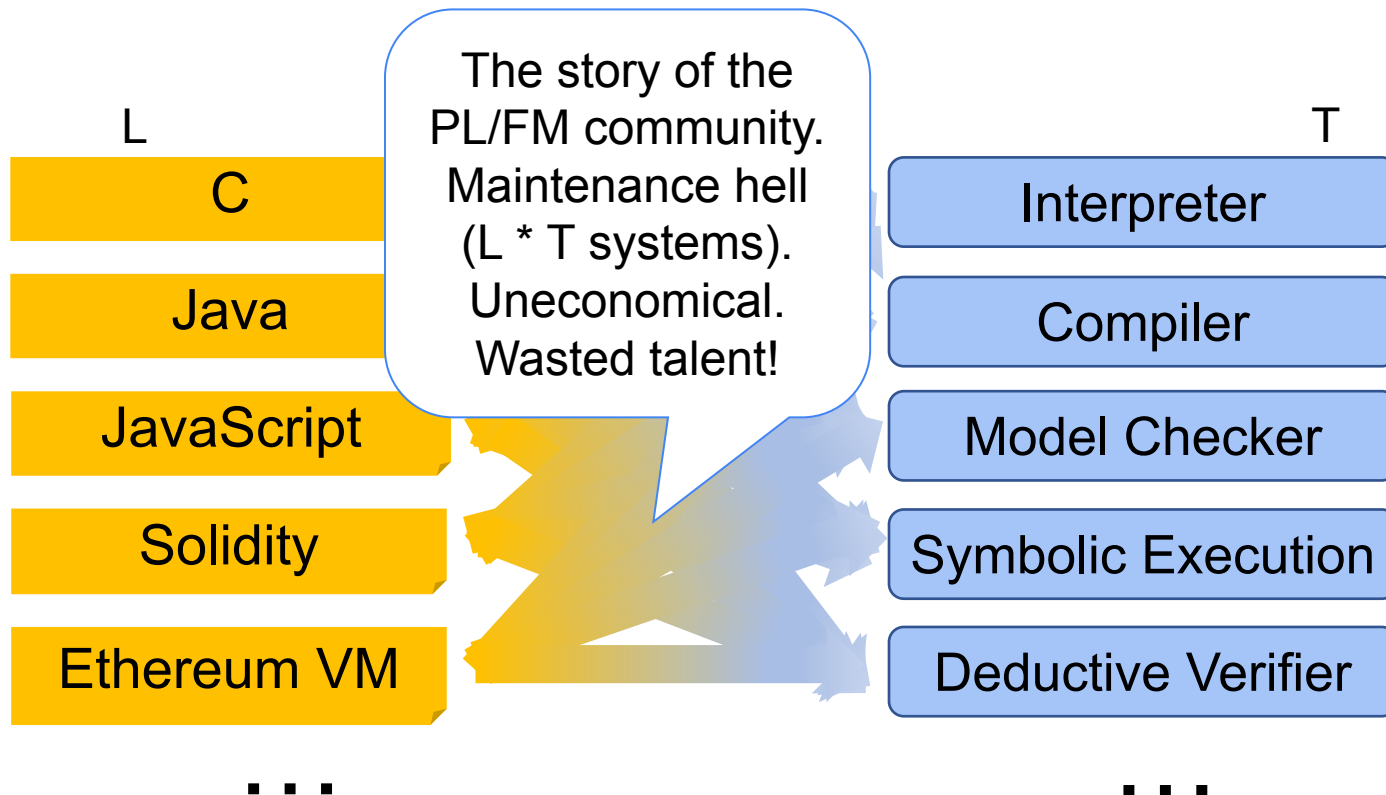 The story of the
PL/FM community.
Maintenance hell
(L * T systems).
Uneconomical.
Wasted talent!
L
C
Java
JavaScript
Solidity
Ethereum VM
...
T
Interpreter
Compiler
Model Checker
Symbolic Execution
Deductive Verifier
...